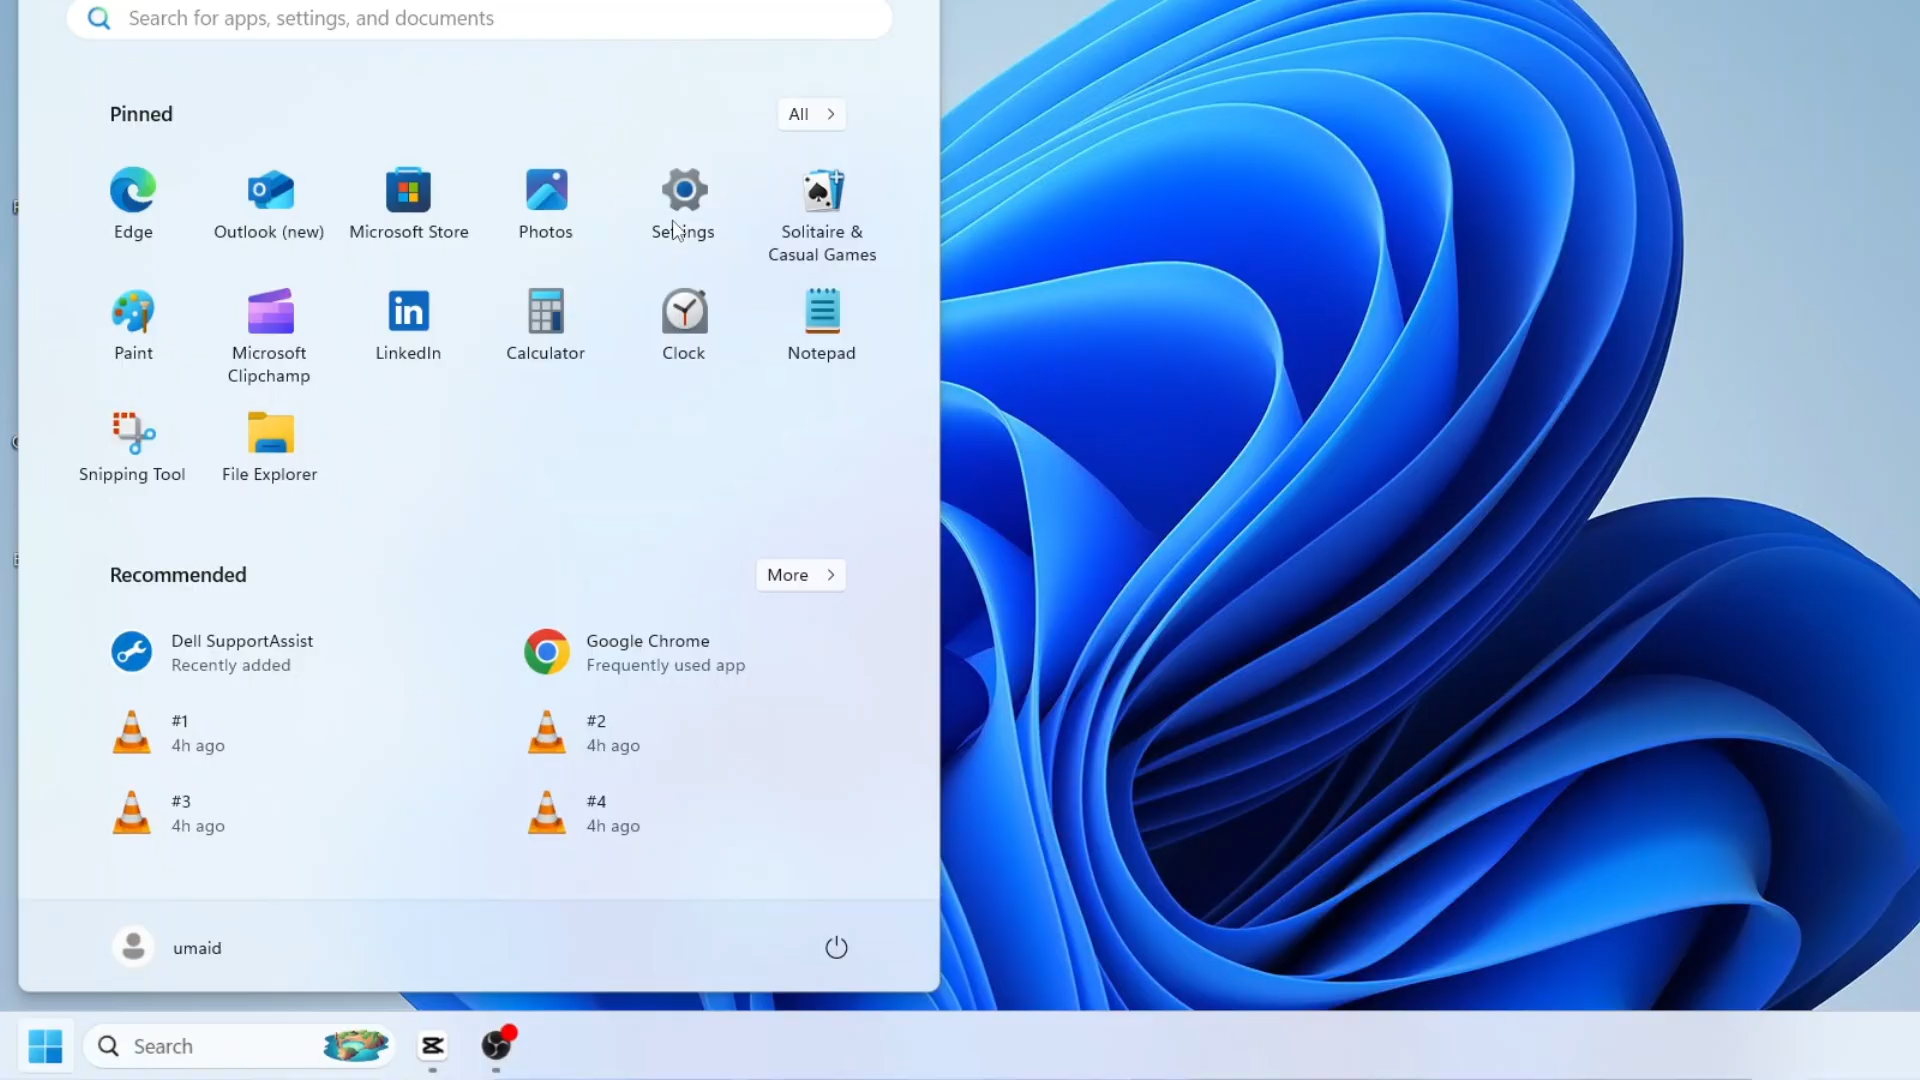 Search for apps, settings, and documents
Pinned
All
Edge
Outlook (new)
Microsoft Store
Photos
Settings
Solitaire &
Casual Games
Paint
Microsoft
Clipchamp
LinkedIn
Calculator
Clock
Notepad
Snipping Tool
File Explorer
Recommended
More
Dell SupportAssist
Recently added
Google Chrome
Frequently used app
#1
4h ago
#2
4h ago
#3
4h ago
#4
4h ago
umaid
Search